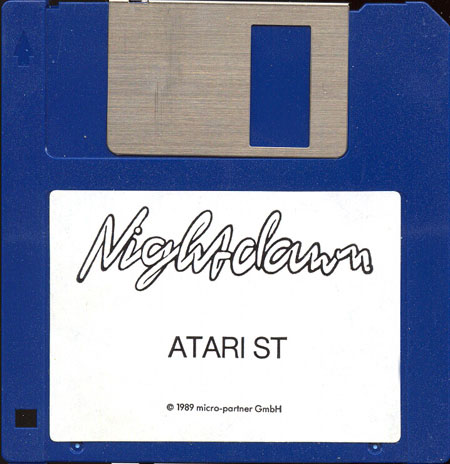 Nightdawn
ATARI ST
© 1989 micro-partner GmbH